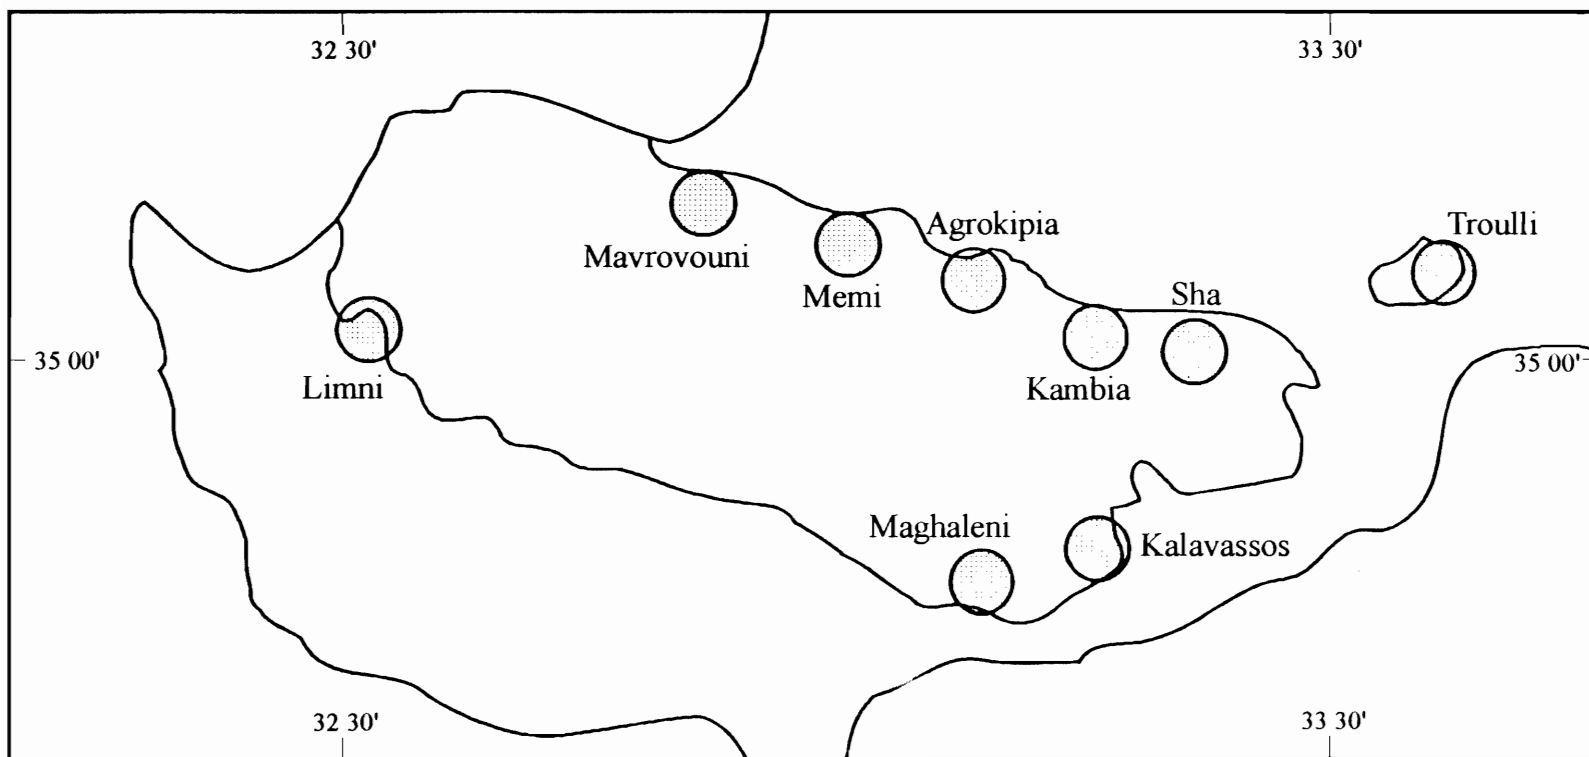 32 30'
33 30'
Agrokipia
Troulli
Mavrovouni
Memi
Sha
35 00'
35 00'
Limni
Kambia
Maghaleni
Kalavassos
32 30'
33 30'